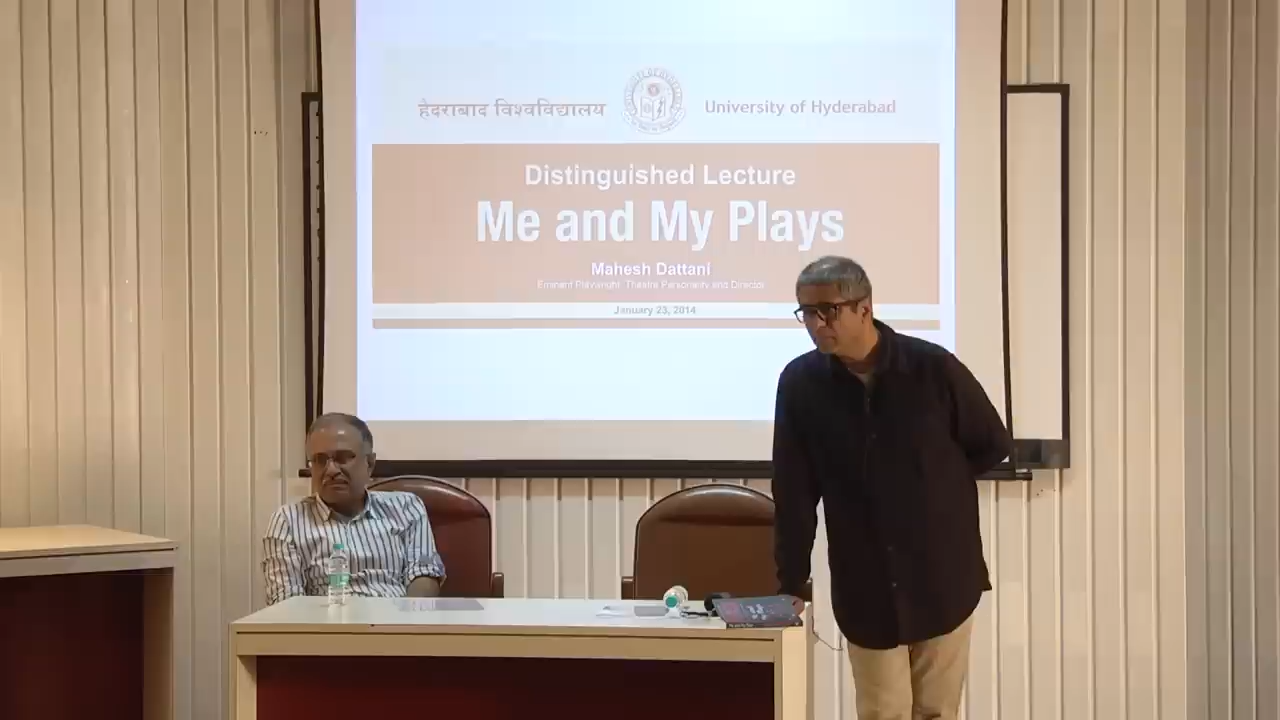 हैदराबाद विश्वविद्यालय
University of Hyderabad
Distinguished Lecture
Me and My Plays
Mahesh Dattani
Eminent Playwright, Theatre Personality and Director
January 23, 2014